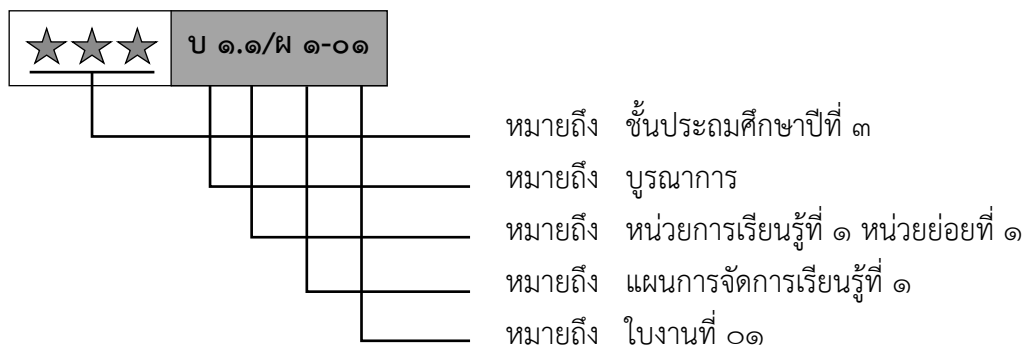 บ ๑.๑/ผ ๑-๐๑
หมายถึง ชั้นประถมศึกษาปีที่ ๓
หมายถึง บูรณาการ
หมายถึง หน่วยการเรียนรู้ที่ ๑ หน่วยย่อยที่ ๑
หมายถึง แผนการจัดการเรียนรู้ที่ ๑
หมายถึง ใบงานที่ ๐๑